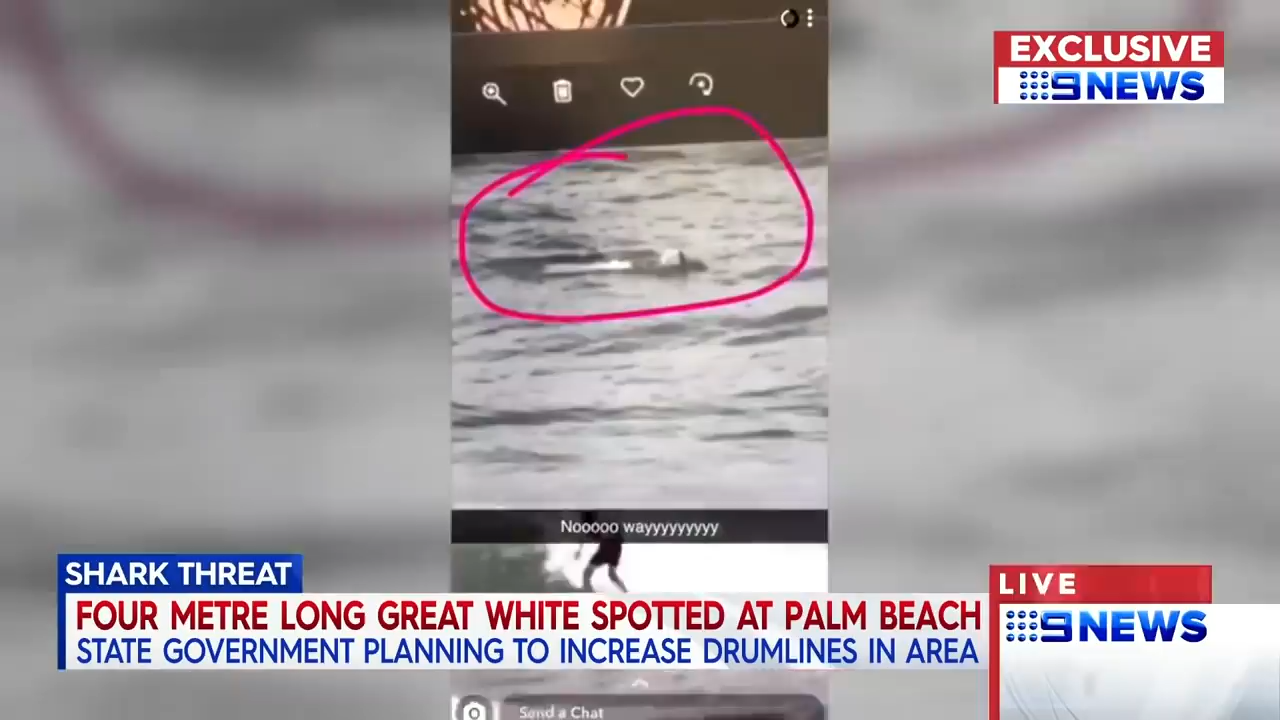 EXCLUSIVE
9NEWS
Nooooo wayyyyyyyyy
SHARK THREAT
FOUR METRE LONG GREAT WHITE SPOTTED AT PALM BEACH
STATE GOVERNMENT PLANNING TO INCREASE DRUMLINES IN AREA
LIVE
9NEWS
Send a Chat